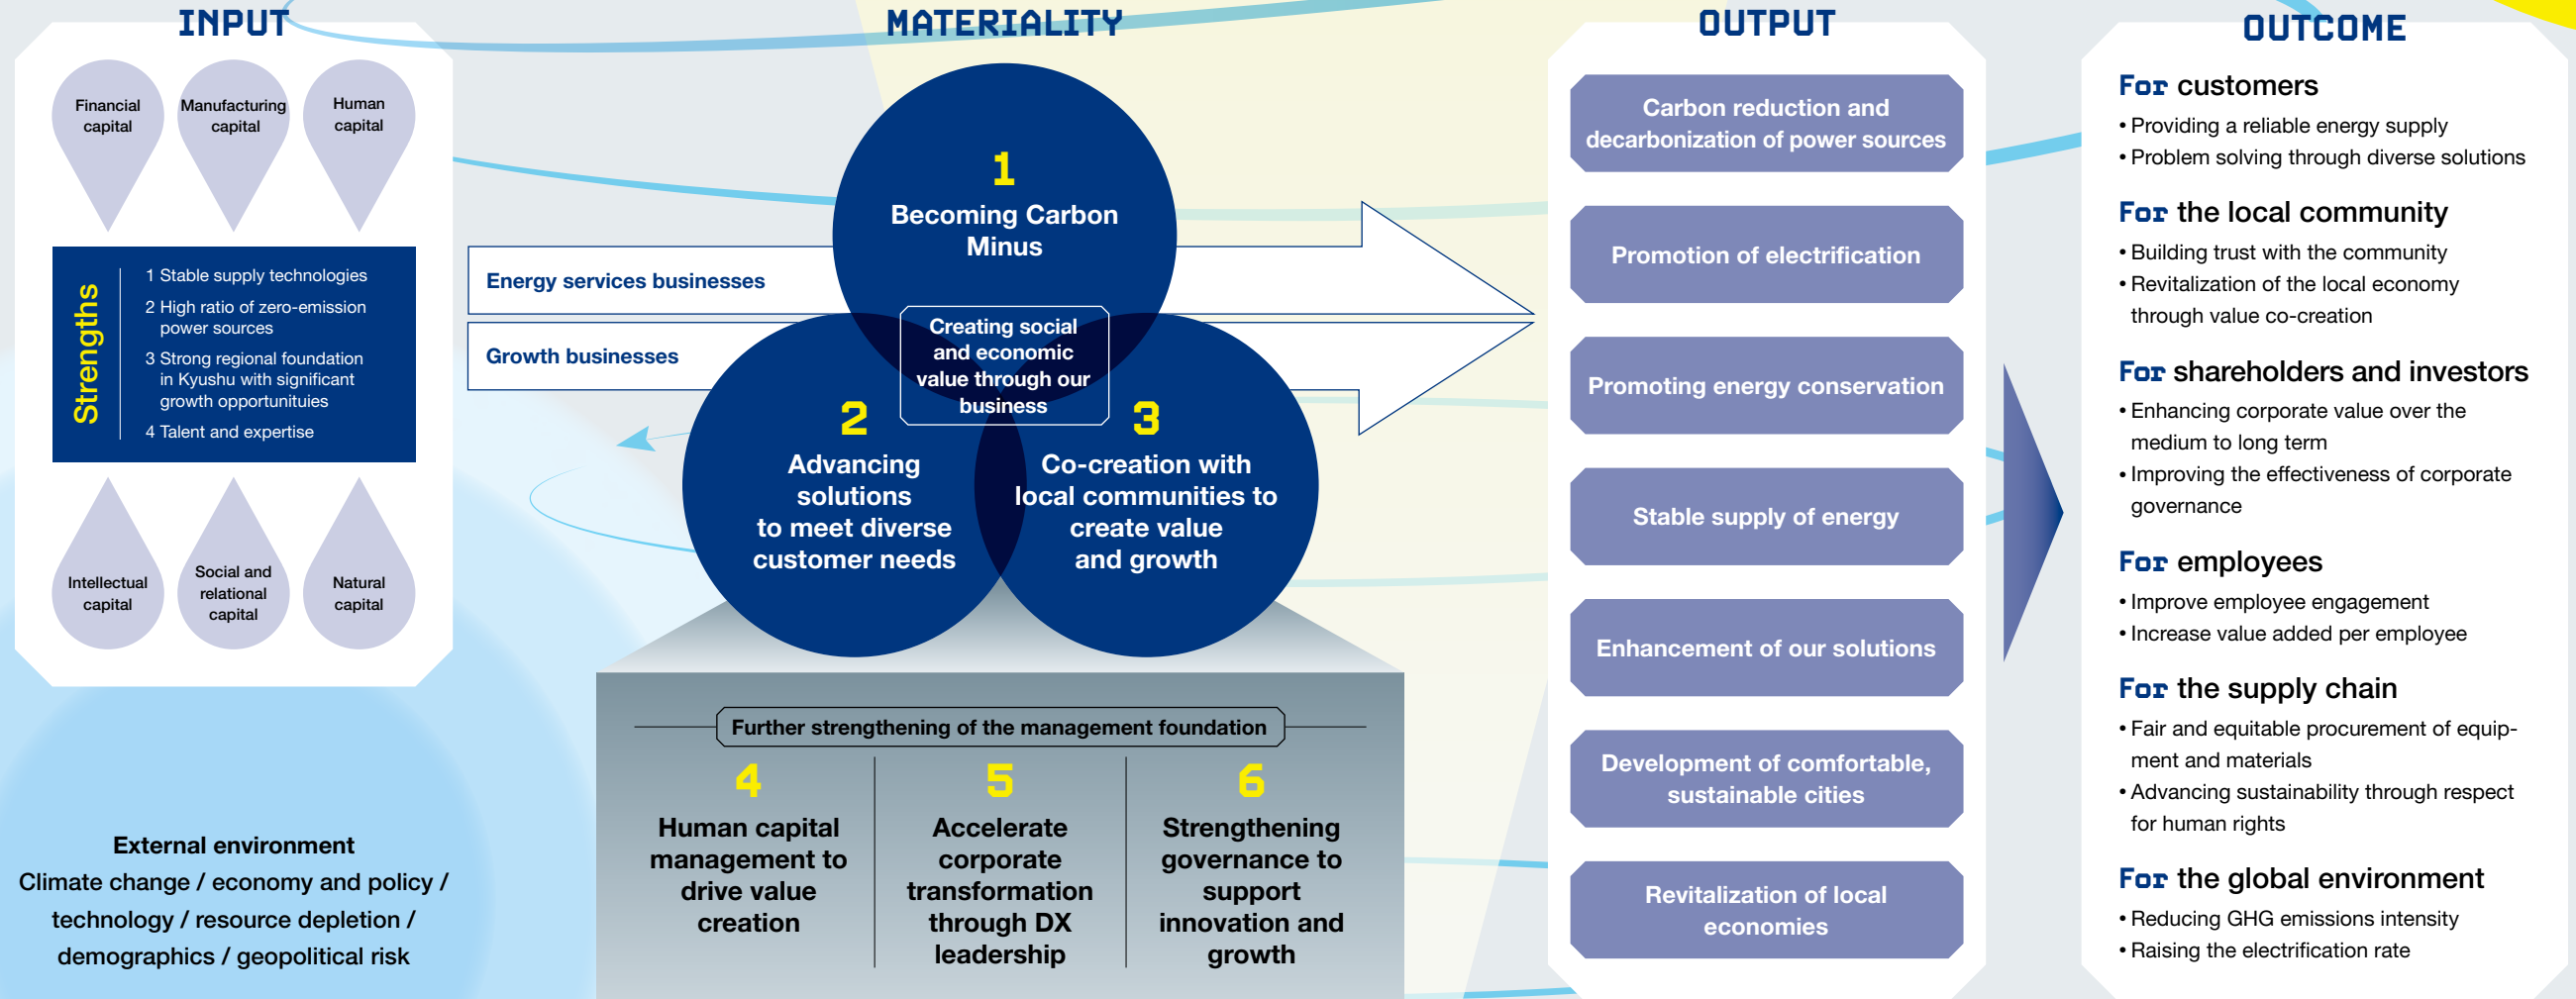 INPUT
Financial
capital
Manufacturing
capital
Human
capital
Strengths
1 Stable supply technologies
2 High ratio of zero-emission
power sources
3 Strong regional foundation
in Kyushu with significant
growth opportunituies
4 Talent and expertise
Intellectual
capital
Social and
relational
capital
Natural
capital
External environment
Climate change / economy and policy /
technology / resource depletion /
demographics / geopolitical risk
MATERIALITY
Energy services businesses
Growth businesses
1
Becoming Carbon
Minus
Creating social
and economic
value through our
business
2
Advancing
solutions
to meet diverse
customer needs
3
Co-creation with
local communities to
create value
and growth
Further strengthening of the management foundation
4
Human capital
management to
drive value
creation
5
Accelerate
corporate
transformation
through DX
leadership
6
Strengthening
governance to
support
innovation and
growth
OUTPUT
Carbon reduction and
decarbonization of power sources
Promotion of electrification
Promoting energy conservation
Stable supply of energy
Enhancement of our solutions
Development of comfortable,
sustainable cities
Revitalization of local
economies
OUTCOME
For customers
• Providing a reliable energy supply
• Problem solving through diverse solutions
For the local community
• Building trust with the community
• Revitalization of the local economy
through value co-creation
For shareholders and investors
• Enhancing corporate value over the
medium to long term
• Improving the effectiveness of corporate
governance
For employees
• Improve employee engagement
• Increase value added per employee
For the supply chain
• Fair and equitable procurement of equip-
ment and materials
• Advancing sustainability through respect
for human rights
For the global environment
• Reducing GHG emissions intensity
• Raising the electrification rate